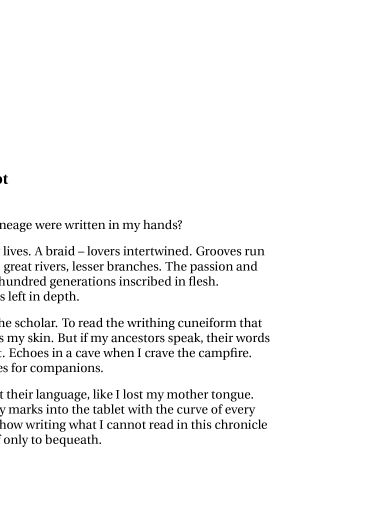 ot
neage were written in my hands?
lives. A braid – lovers intertwined. Grooves run
great rivers, lesser branches. The passion and
hundred generations inscribed in flesh.
s left in depth.
he scholar. To read the writhing cuneiform that
s my skin. But if my ancestors speak, their words
. Echoes in a cave when I crave the campfire.
es for companions.
t their language, like I lost my mother tongue.
y marks into the tablet with the curve of every
how writing what I cannot read in this chronicle
f only to bequeath.